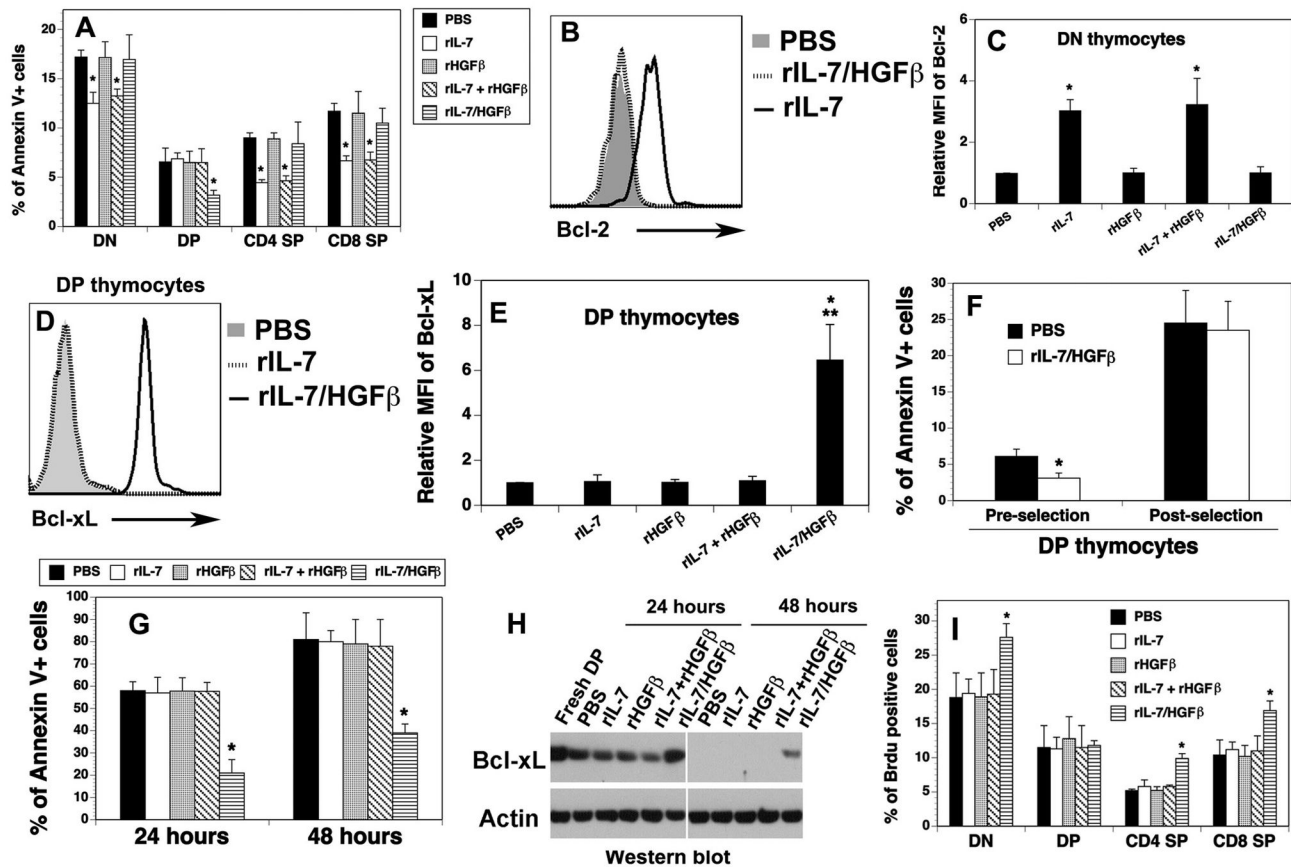 A
% of Annexin V+ cells
20
15
10
5
0
DN
DP
CD4 SP
CD8 SP
*
*
*
*
*
*
*
PBS
rIL-7
rHGFβ
rIL-7 + rHGFβ
rIL-7/HGFβ
B
PBS
rIL-7/HGFβ
rIL-7
Bcl-2
C
DN thymocytes
Relative MFI of Bcl-2
6
4
2
0
*
*
PBS
rIL-7
rHGFβ
rIL-7 + rHGFβ
rIL-7/HGFβ
DP thymocytes
D
PBS
rIL-7
rIL-7/HGFβ
Bcl-xL
E
DP thymocytes
Relative MFI of Bcl-xL
10
8
6
4
2
0
*
**
PBS
rIL-7
rHGFβ
rIL-7 + rHGFβ
rIL-7/HGFβ
F
% of Annexin V+ cells
30
25
20
15
10
5
0
PBS
rIL-7/HGFβ
*
Pre-selection
Post-selection
DP thymocytes
PBS
rIL-7
rHGFβ
rIL-7 + rHGFβ
rIL-7/HGFβ
G
% of Annexin V+ cells
100
90
80
70
60
50
40
30
20
10
00
*
*
24 hours
48 hours
H
24 hours
48 hours
Fresh DP
PBS
rIL-7
rHGFβ
rIL-7+rHGFβ
rIL-7/HGFβ
PBS
rIL-7
rHGFβ
rIL-7+rHGFβ
rIL-7/HGFβ
Bcl-xL
Actin
Western blot
I
% of Brdu positive cells
30
25
20
15
10
5
0
*
*
*
PBS
rIL-7
rHGFβ
rIL-7 + rHGFβ
rIL-7/HGFβ
DN
DP
CD4 SP
CD8 SP